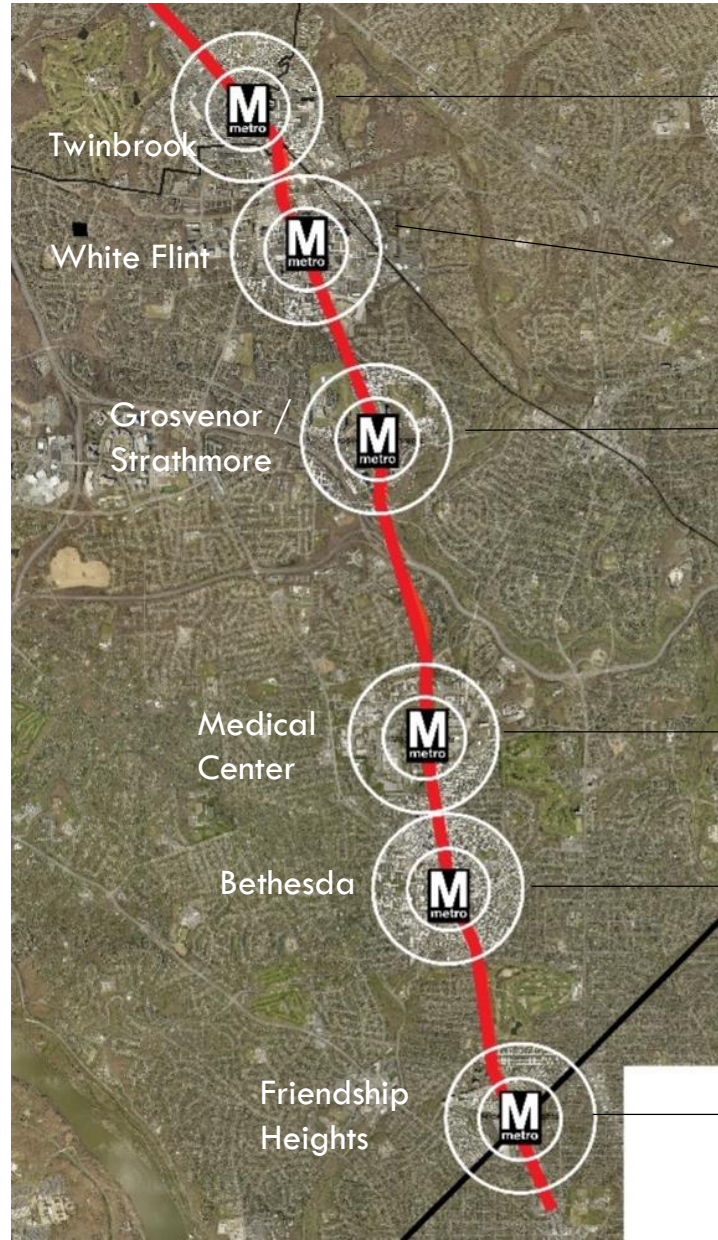 M
metro
Twinbrook
M
metro
White Flint
Grosvenor /
Strathmore
M
metro
Medical
Center
M
metro
Bethesda
M
metro
Friendship
Heights
M
metro